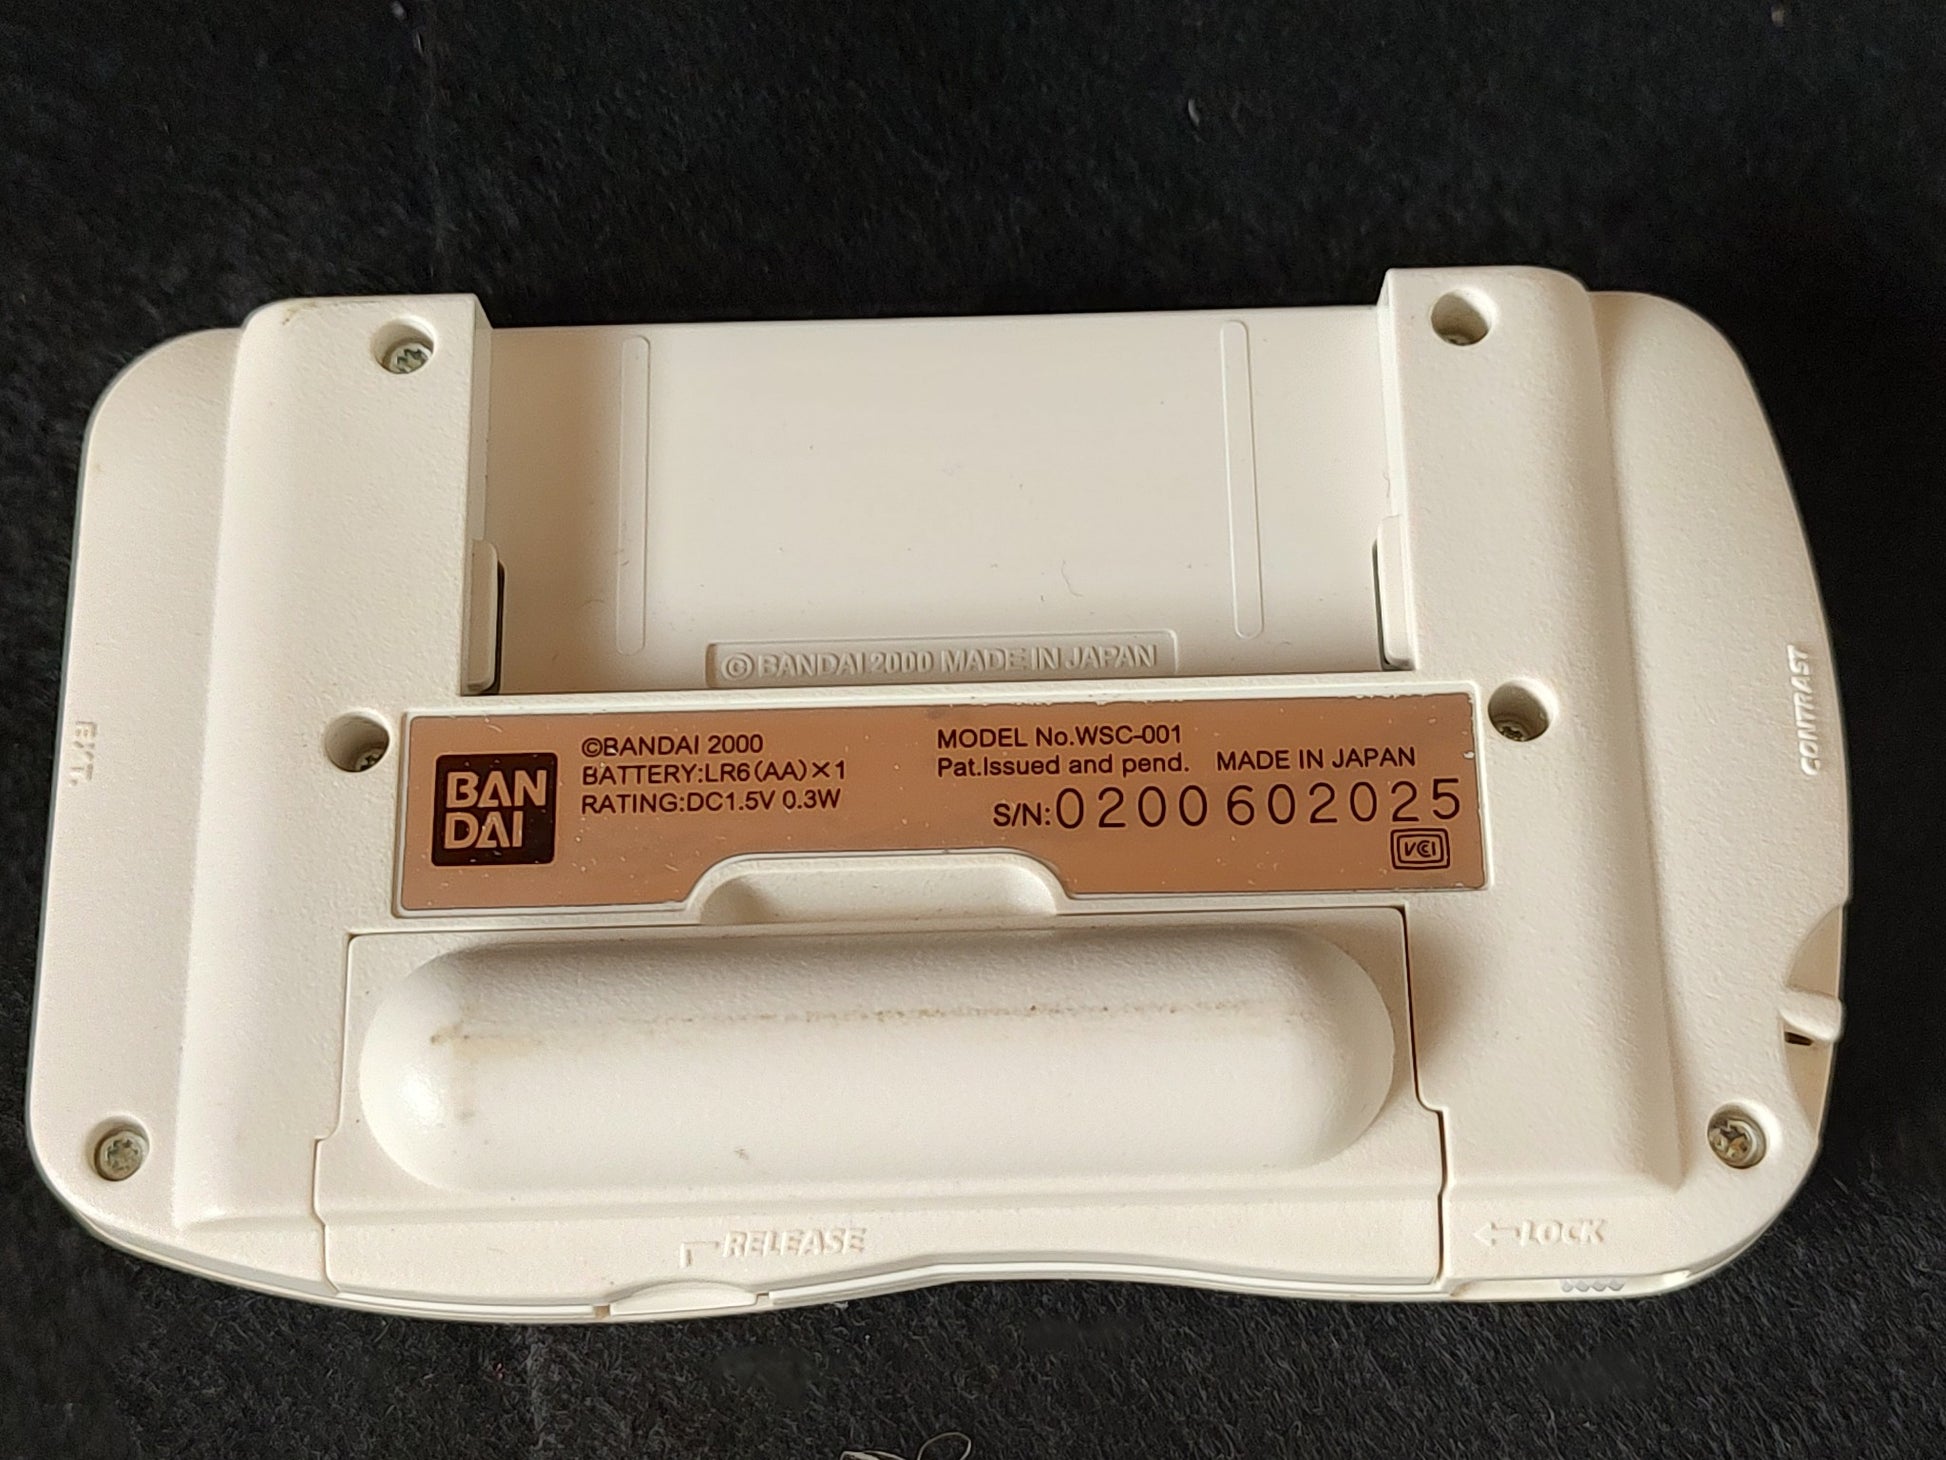 ©BANDAI 2000 MADE IN JAPAN
BAN
DAI
©BANDAI 2000
BATTERY:LR6(AA)×1
RATING:DC1.5V 0.3W
MODEL No.WSC-001
Pat.Issued and pend. MADE IN JAPAN
S/N:0200602025
VCCI
EXT.
CONTRAST
RELEASE
←LOCK